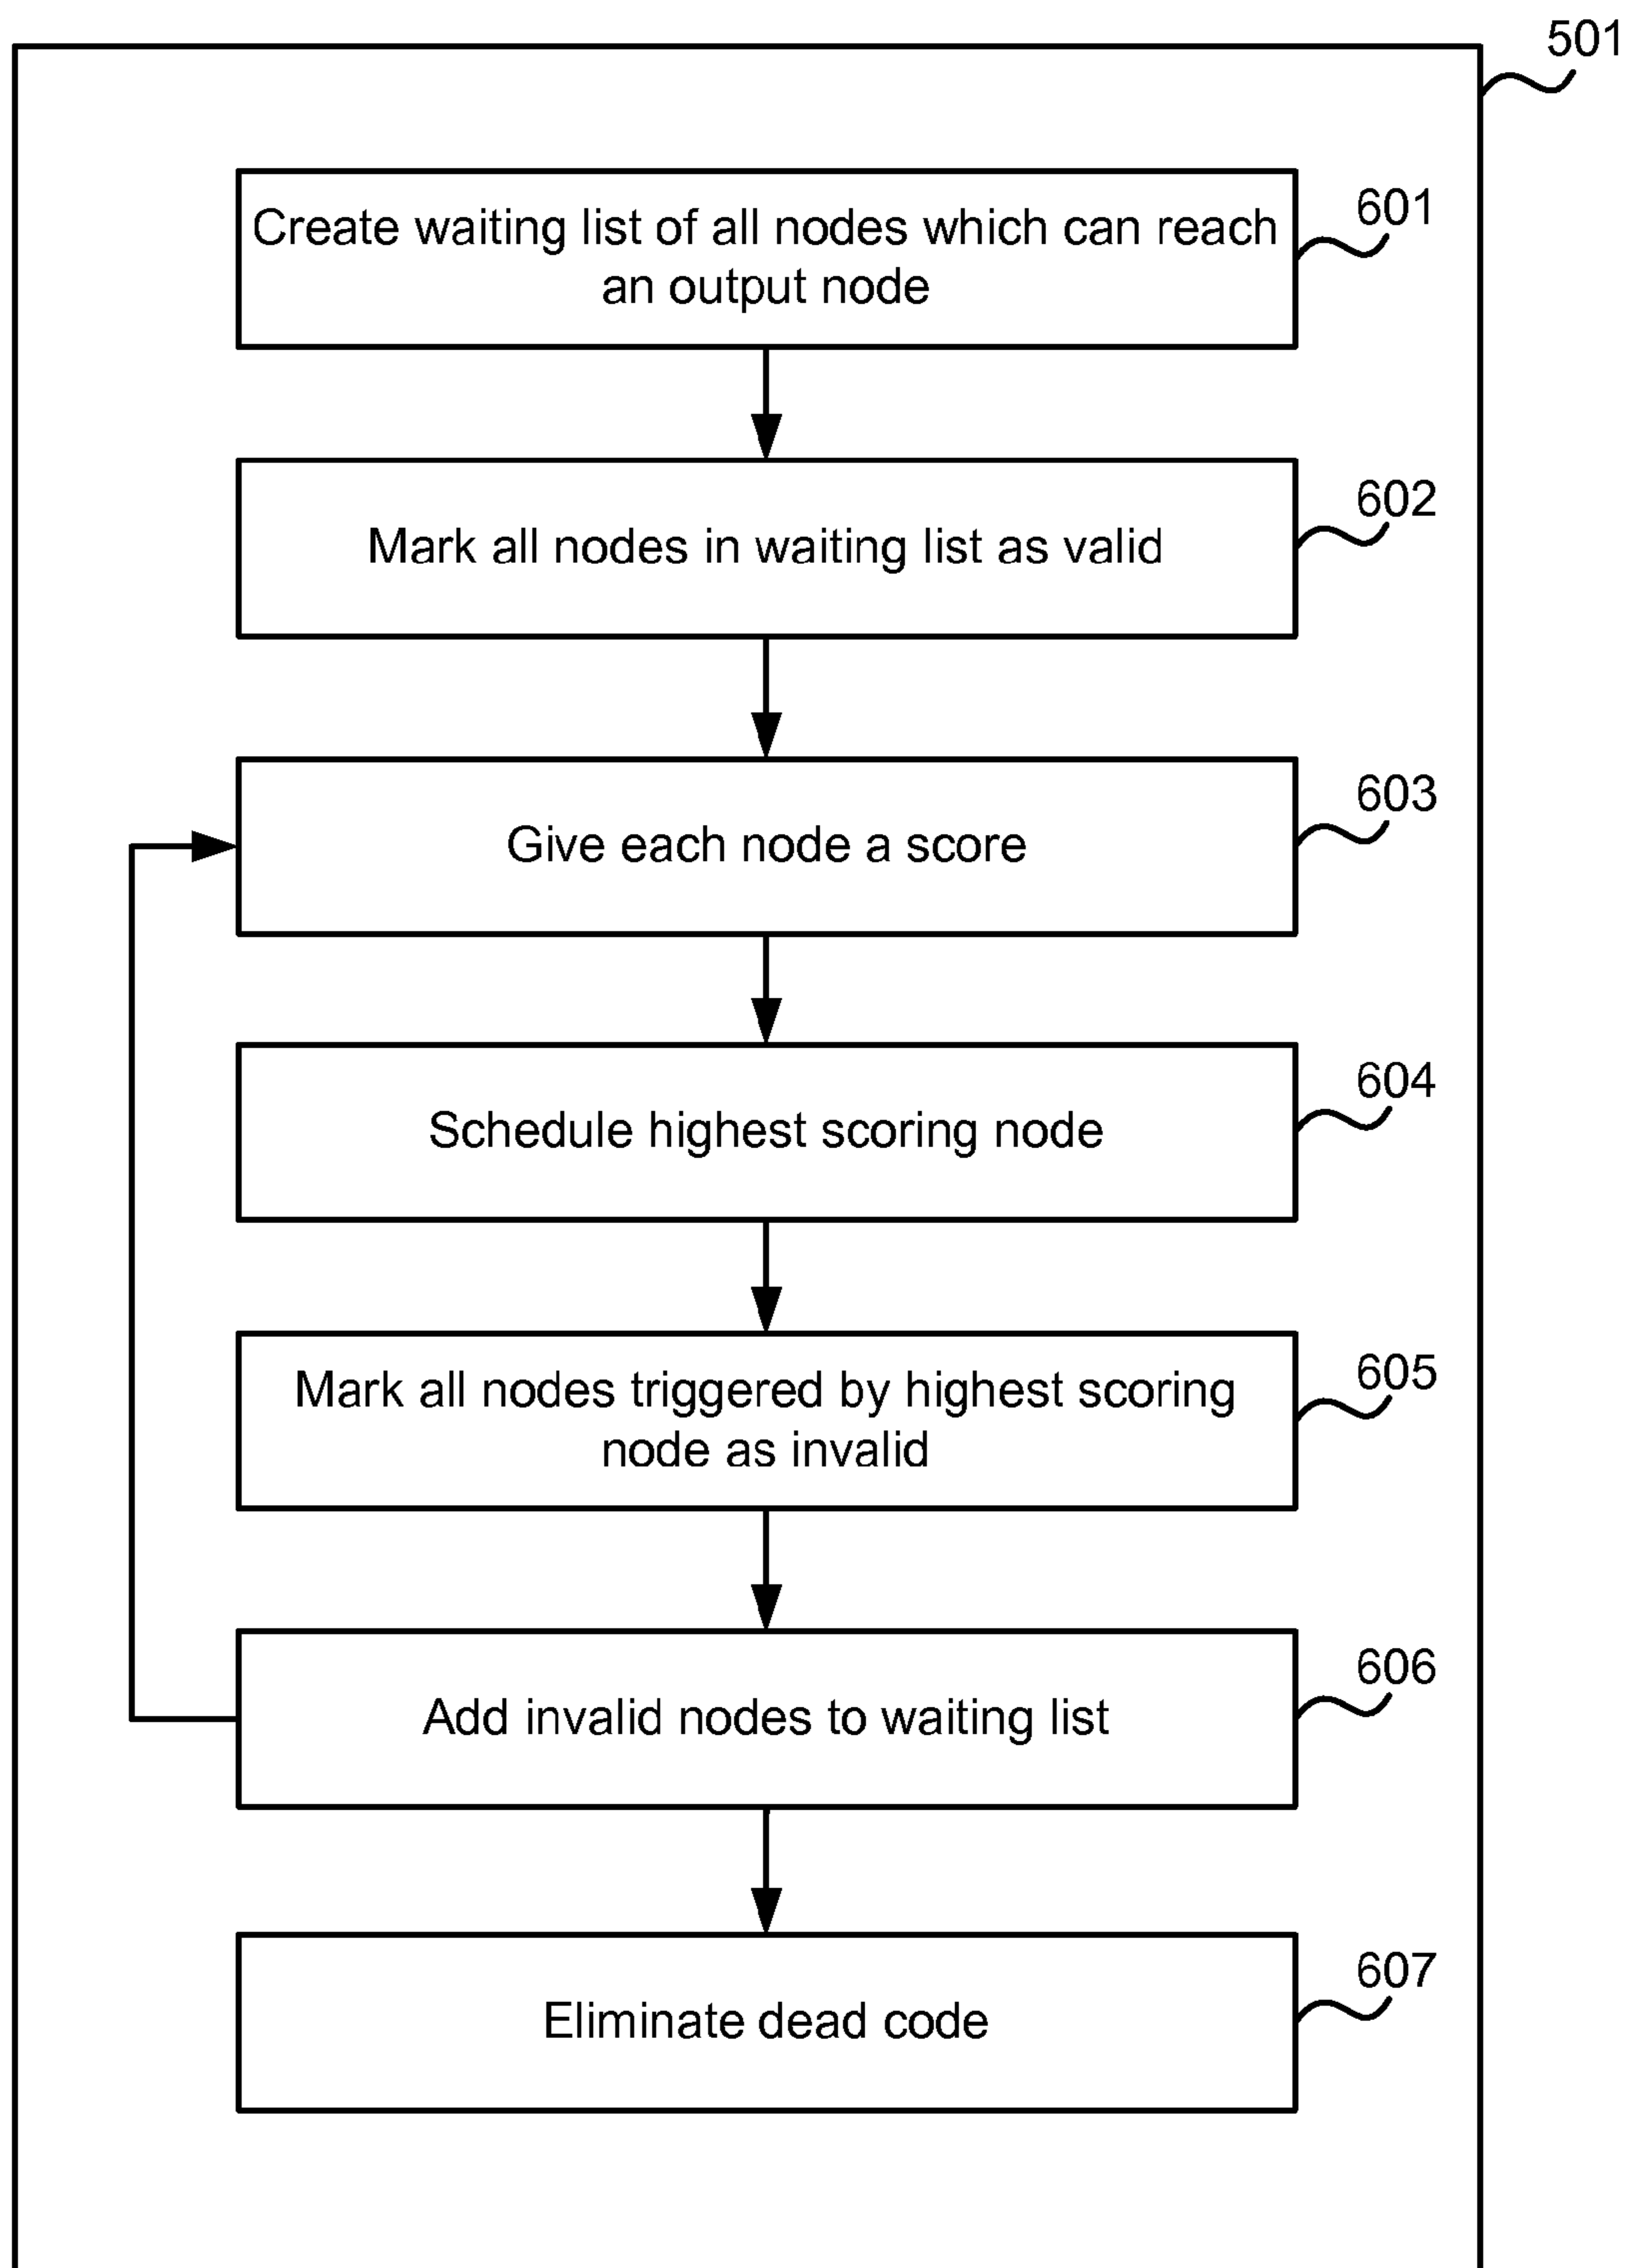 501
Create waiting list of all nodes which can reach
an output node
601
Mark all nodes in waiting list as valid
602
Give each node a score
603
Schedule highest scoring node
604
Mark all nodes triggered by highest scoring
node as invalid
605
Add invalid nodes to waiting list
606
Eliminate dead code
607